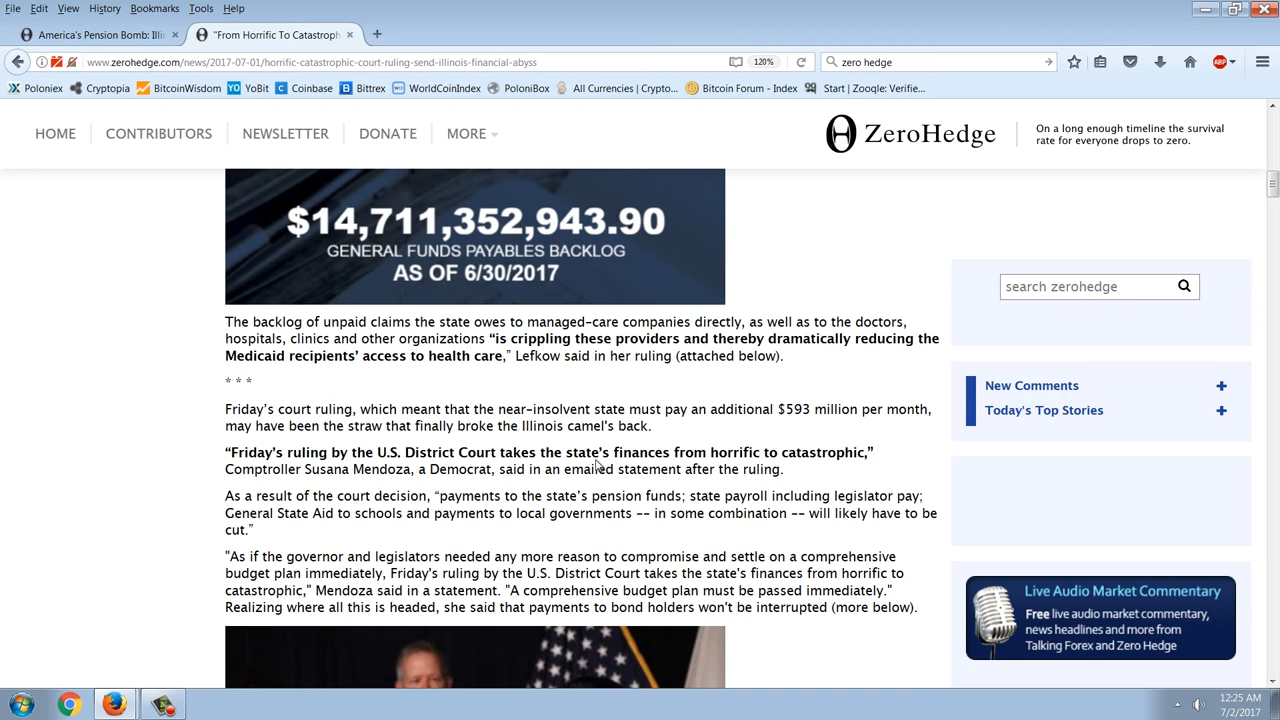 File Edit View History Bookmarks Tools Help
America's Pension Bomb: Illi × "From Horrific To Catastroph × +
www.zerohedge.com/news/2017-07-01/horrific-catastrophic-court-ruling-send-illinois-financial-abyss 120% zero hedge
Poloniex Cryptopia BitcoinWisdom YoBit Coinbase Bittrex WorldCoinIndex PoloniBox All Currencies | Crypto... Bitcoin Forum - Index Start | Zooqle: Verifie...
HOME CONTRIBUTORS NEWSLETTER DONATE MORE ZeroHedge
On a long enough timeline the survival
rate for everyone drops to zero.
$14,711,352,943.90
GENERAL FUNDS PAYABLES BACKLOG
AS OF 6/30/2017
The backlog of unpaid claims the state owes to managed-care companies directly, as well as to the doctors,
hospitals, clinics and other organizations “is crippling these providers and thereby dramatically reducing the
Medicaid recipients’ access to health care,” Lefkow said in her ruling (attached below).
* * *
Friday’s court ruling, which meant that the near-insolvent state must pay an additional $593 million per month,
may have been the straw that finally broke the Illinois camel’s back.
“Friday’s ruling by the U.S. District Court takes the state’s finances from horrific to catastrophic,”
Comptroller Susana Mendoza, a Democrat, said in an emailed statement after the ruling.
As a result of the court decision, “payments to the state’s pension funds; state payroll including legislator pay;
General State Aid to schools and payments to local governments -- in some combination -- will likely have to be
cut.”
"As if the governor and legislators needed any more reason to compromise and settle on a comprehensive
budget plan immediately, Friday's ruling by the U.S. District Court takes the state's finances from horrific to
catastrophic," Mendoza said in a statement. "A comprehensive budget plan must be passed immediately."
Realizing where all this is headed, she said that payments to bond holders won't be interrupted (more below).
search zerohedge
New Comments +
Today's Top Stories +
Live Audio Market Commentary
Free live audio market commentary,
news headlines and more from
Talking Forex and Zero Hedge
12:25 AM
7/2/2017